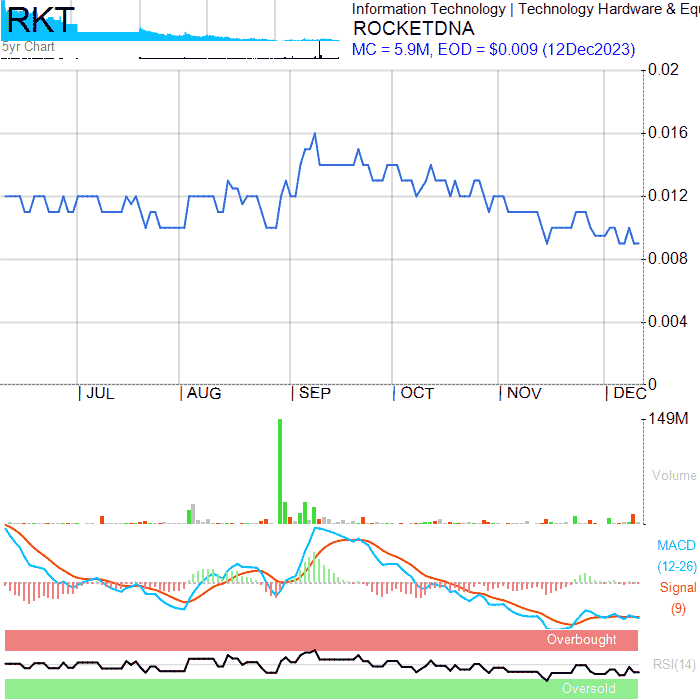 RKT
5yr Chart
Information Technology | Technology Hardware & Equ
ROCKETDNA
MC = 5.9M, EOD = $0.009 (12Dec2023)
0.02
0.016
0.012
0.008
0.004
0
JUL AUG SEP OCT NOV DEC
149M
Volume
MACD
(12-26)
Signal
(9)
Overbought
RSI(14)
Oversold